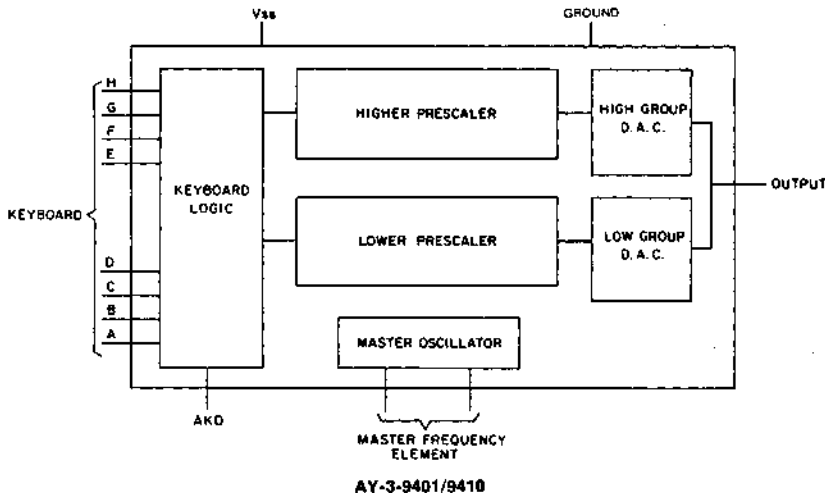 Vss
GROUND
H
G
F
E
KEYBOARD
D
C
B
A
KEYBOARD
LOGIC
HIGHER PRESCALER
HIGH GROUP
D. A. C.
OUTPUT
LOWER PRESCALER
LOW GROUP
D. A. C.
MASTER OSCILLATOR
AKD
MASTER FREQUENCY
ELEMENT
AY-3-9401/9410